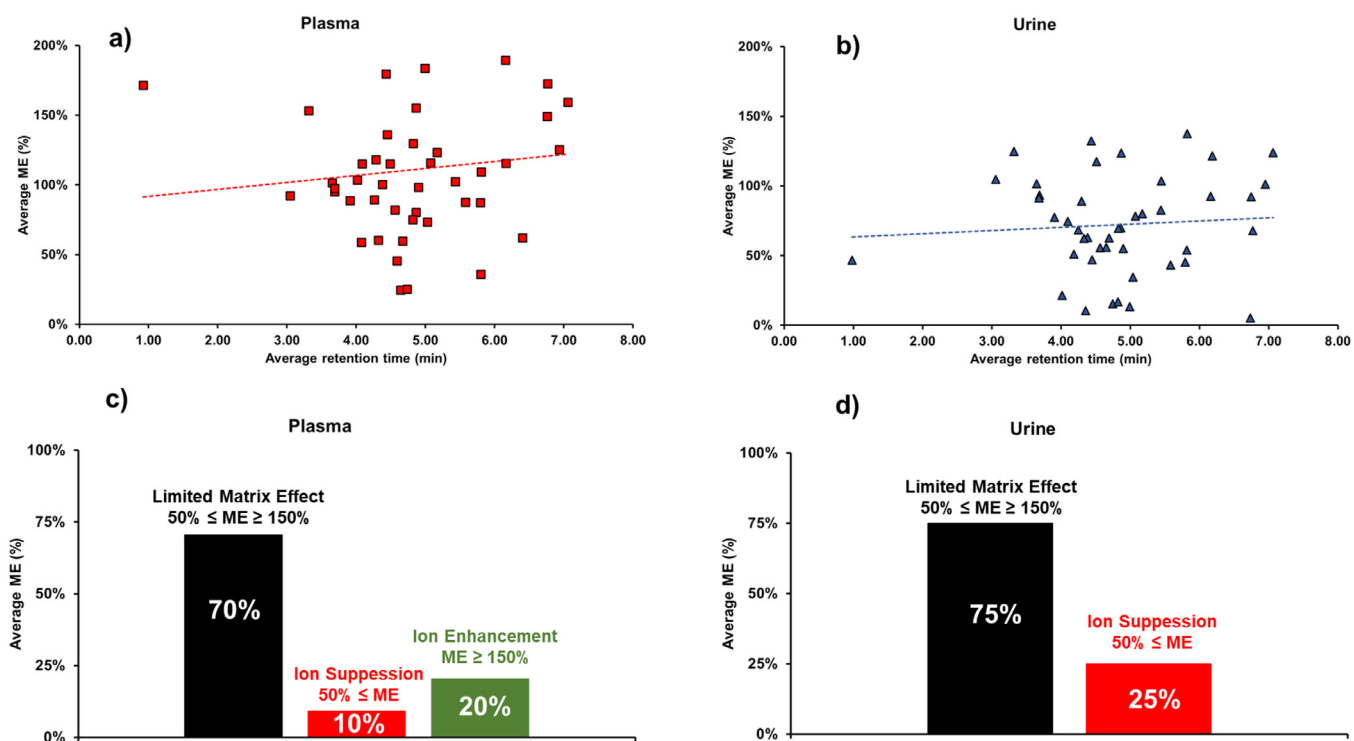 a)
Plasma
200%
150%
100%
50%
0%
0.00 1.00 2.00 3.00 4.00 5.00 6.00 7.00 8.00
Average retention time (min)
Average ME (%)
b)
Urine
200%
150%
100%
50%
0%
0.00 1.00 2.00 3.00 4.00 5.00 6.00 7.00 8.00
Average retention time (min)
Average ME (%)
c)
Plasma
100%
75%
50%
25%
0%
Average ME (%)
Limited Matrix Effect
50% ≤ ME ≥ 150%
70%
Ion Suppession
50% ≤ ME
10%
Ion Enhancement
ME ≥ 150%
20%
d)
Urine
100%
75%
50%
25%
0%
Average ME (%)
Limited Matrix Effect
50% ≤ ME ≥ 150%
75%
Ion Suppession
50% ≤ ME
25%